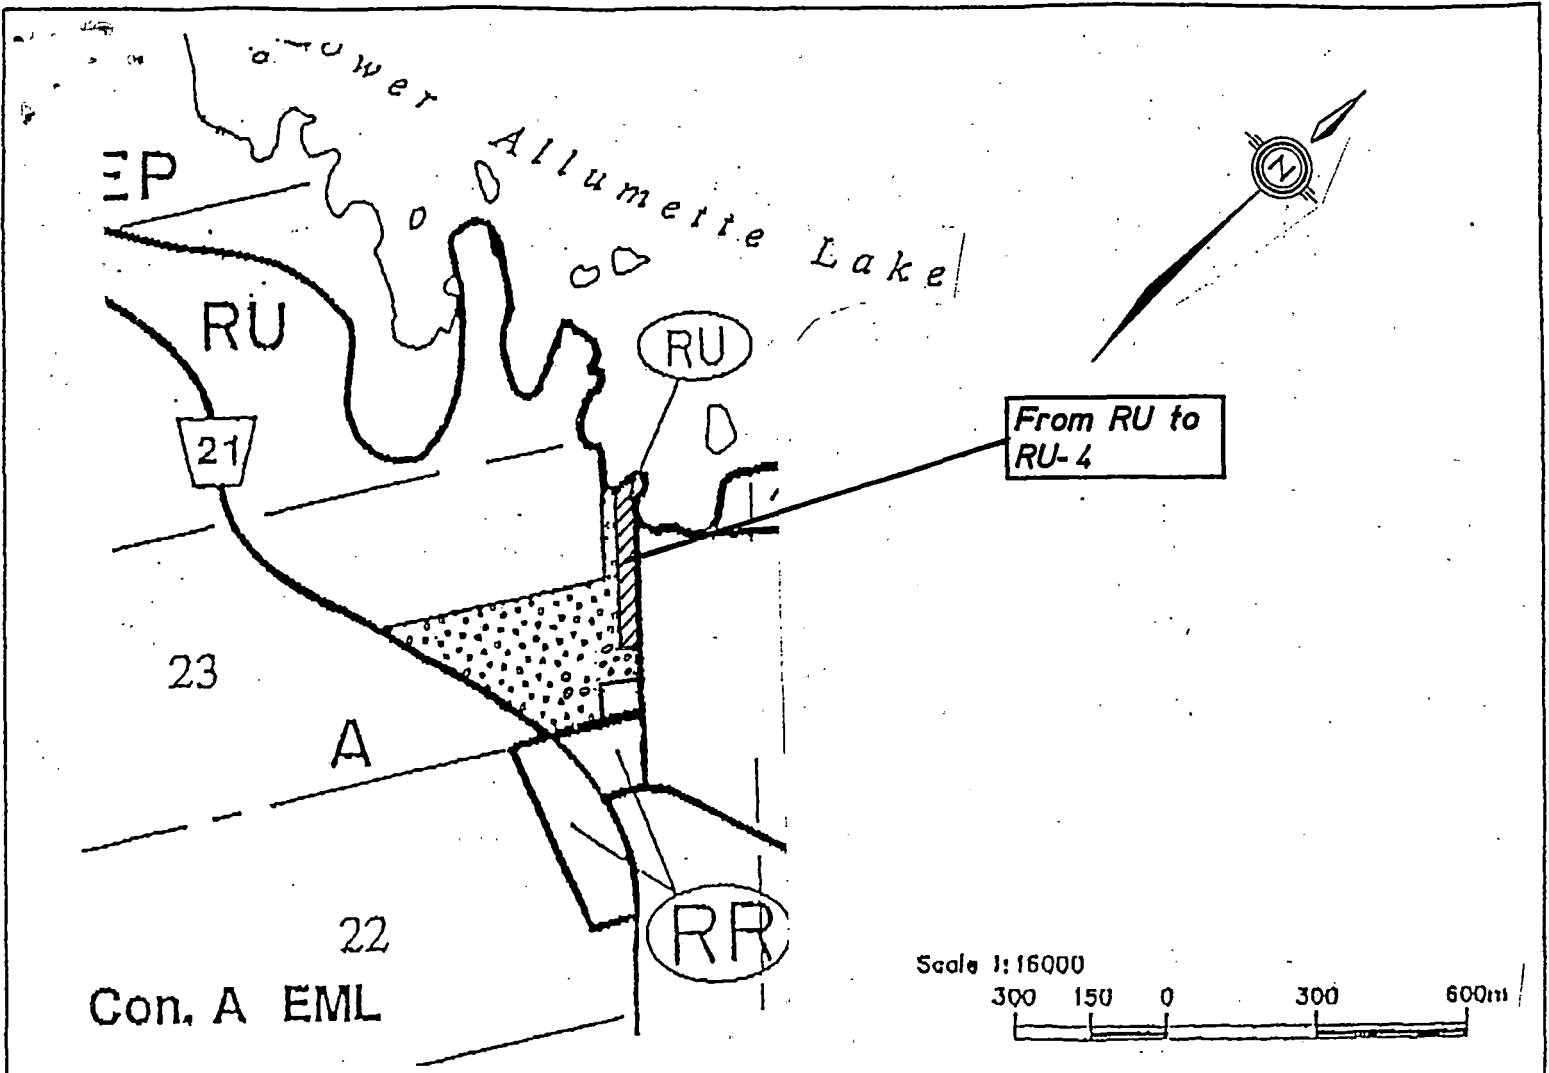 Lower Allumette Lake
N
EP
RU
RU
21
From RU to
RU-4
23
A
22
RR
Con. A EML
Scale 1:16000
300 150 0 300 600m